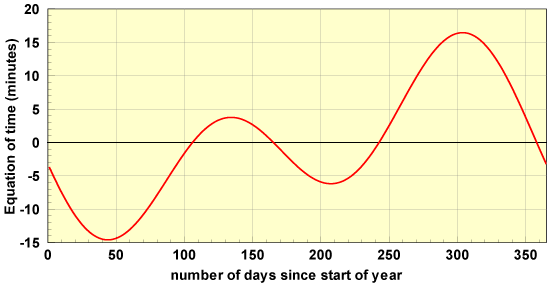 20
15
10
5
0
-5
-10
-15
Equation of time (minutes)
0 50 100 150 200 250 300 350
number of days since start of year